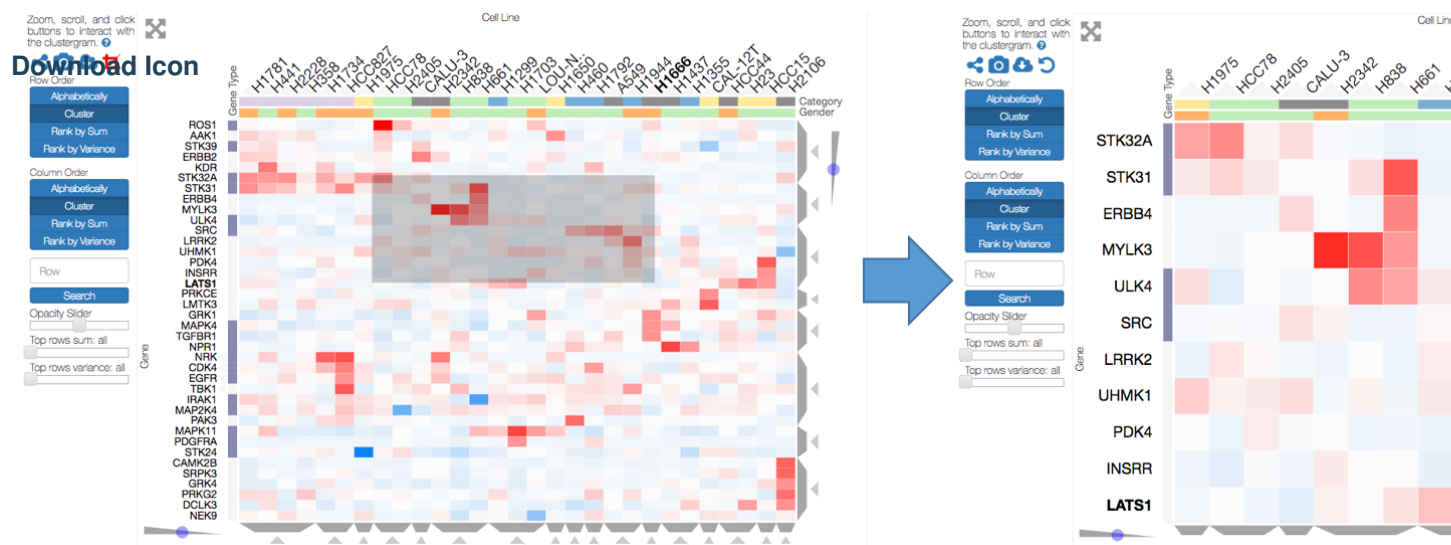 Cell Line
Zoom, scroll, and click
buttons to interact with
the clustergram.
Download Icon
Row Order
Alphabetically
Cluster
Rank by Sum
Rank by Variance
Column Order
Alphabetically
Cluster
Rank by Sum
Rank by Variance
Row
Search
Opacity Slider
Top rows sum: all
Top rows variance: all
Gene Type
H1781
H441
H2228
H358
H1734
HCC827
H1975
HCC78
H2405
CALU-3
H2342
H838
H661
H1299
H1703
LOU-N..
H1650
H460
H1792
A549
H1944
H1666
H1437
H1355
CAL-12T
HCC44
H23
HCC15
H2106
Category
Gender
Gene
ROS1
AAK1
STK39
ERBB2
KDR
STK32A
STK31
ERBB4
MYLK3
ULK4
SRC
LRRK2
UHMK1
PDK4
INSRR
LATS1
PRKCE
LMTK3
GRK1
MAPK4
TGFBR1
NPR1
NRK
CDK4
EGFR
TBK1
IRAK1
MAP2K4
PAK3
MAPK11
PDGFRA
STK24
CAMK2B
SRPK3
GRK4
PRKG2
DCLK3
NEK9
Cell Lin
Zoom, scroll, and click
buttons to interact with
the clustergram.
Row Order
Alphabetically
Cluster
Rank by Sum
Rank by Variance
Column Order
Alphabetically
Cluster
Rank by Sum
Rank by Variance
Row
Search
Opacity Slider
Top rows sum: all
Top rows variance: all
Gene Type
H1975
HCC78
H2405
CALU-3
H2342
H838
H661
Gene
STK32A
STK31
ERBB4
MYLK3
ULK4
SRC
LRRK2
UHMK1
PDK4
INSRR
LATS1